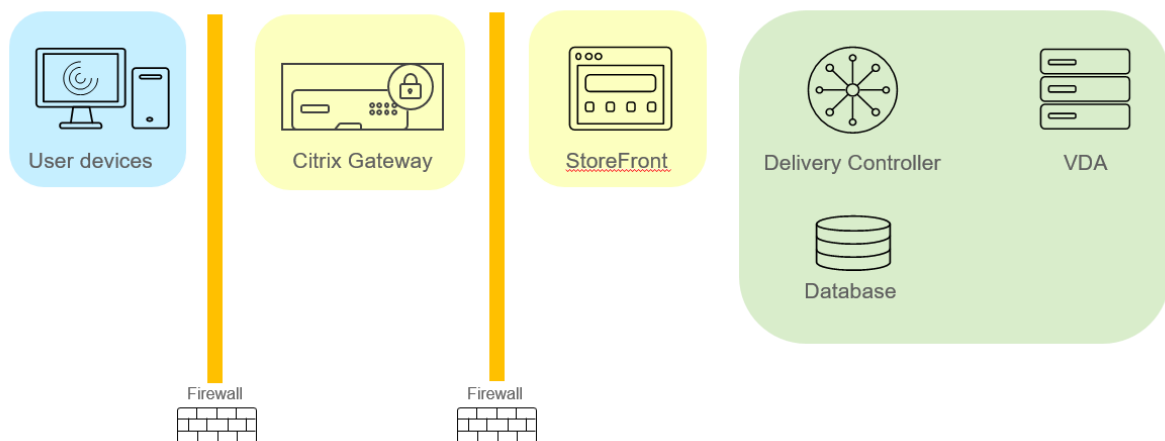 User devices
Citrix Gateway
StoreFront
Delivery Controller
VDA
Database
Firewall
Firewall